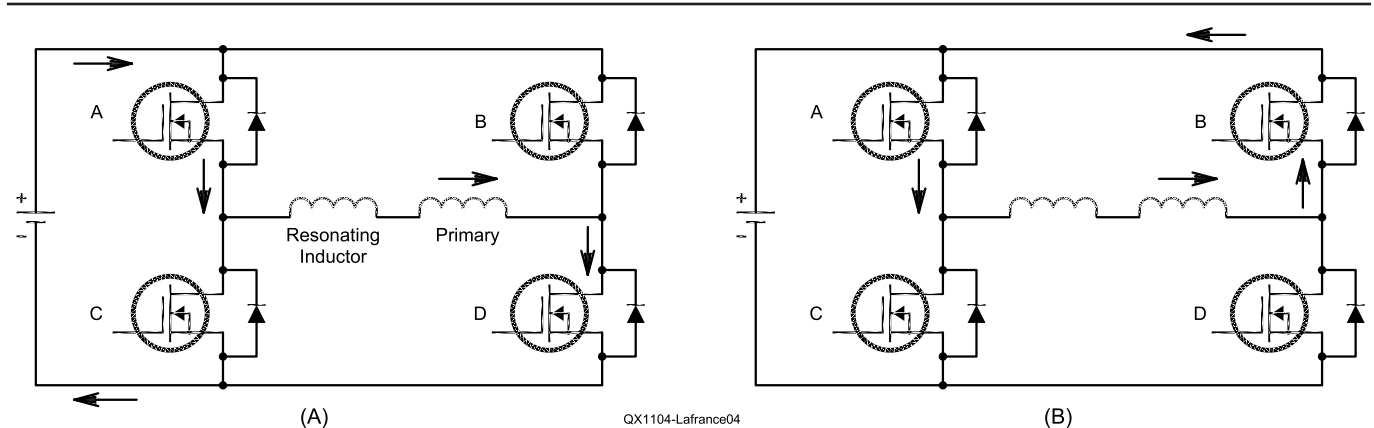 A
B
+
-
Resonating
Inductor
Primary
C
D
(A)
A
B
+
-
C
D
(B)
QX1104-Lafrance04